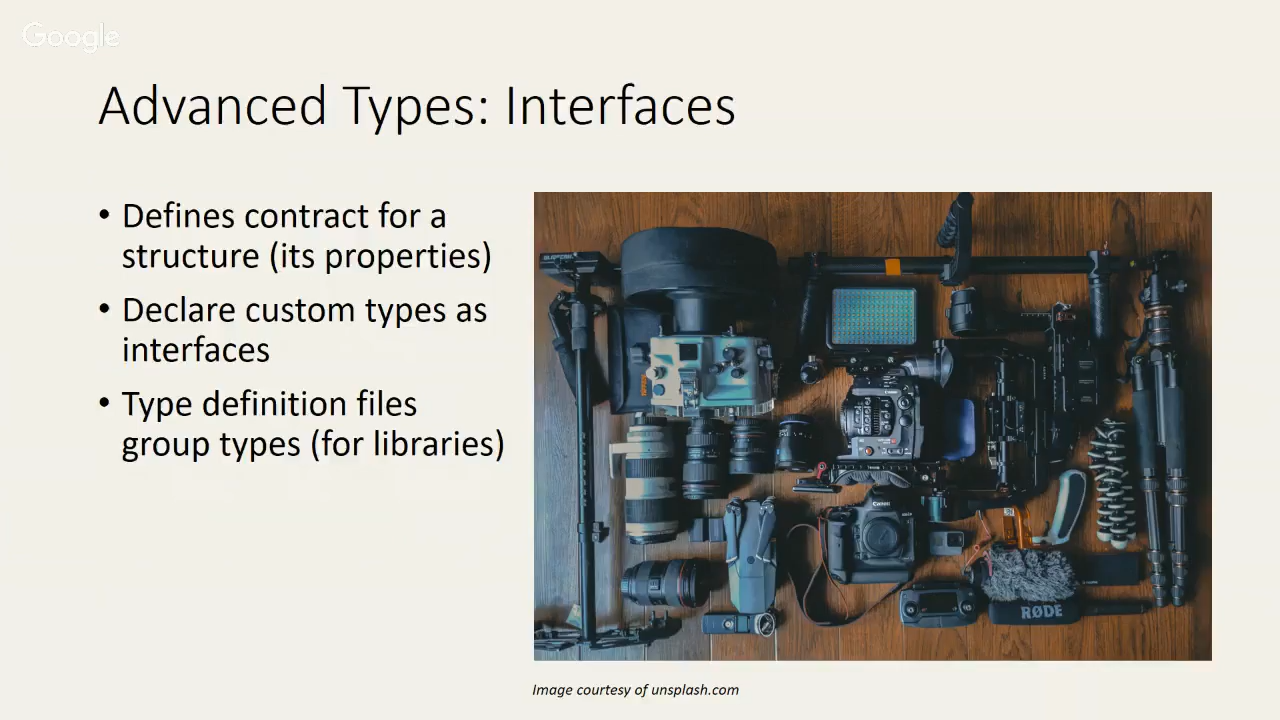 Google
Advanced Types: Interfaces
• Defines contract for a
structure (its properties)
• Declare custom types as
interfaces
• Type definition files
group types (for libraries)
Canon
RØDE
Image courtesy of unsplash.com